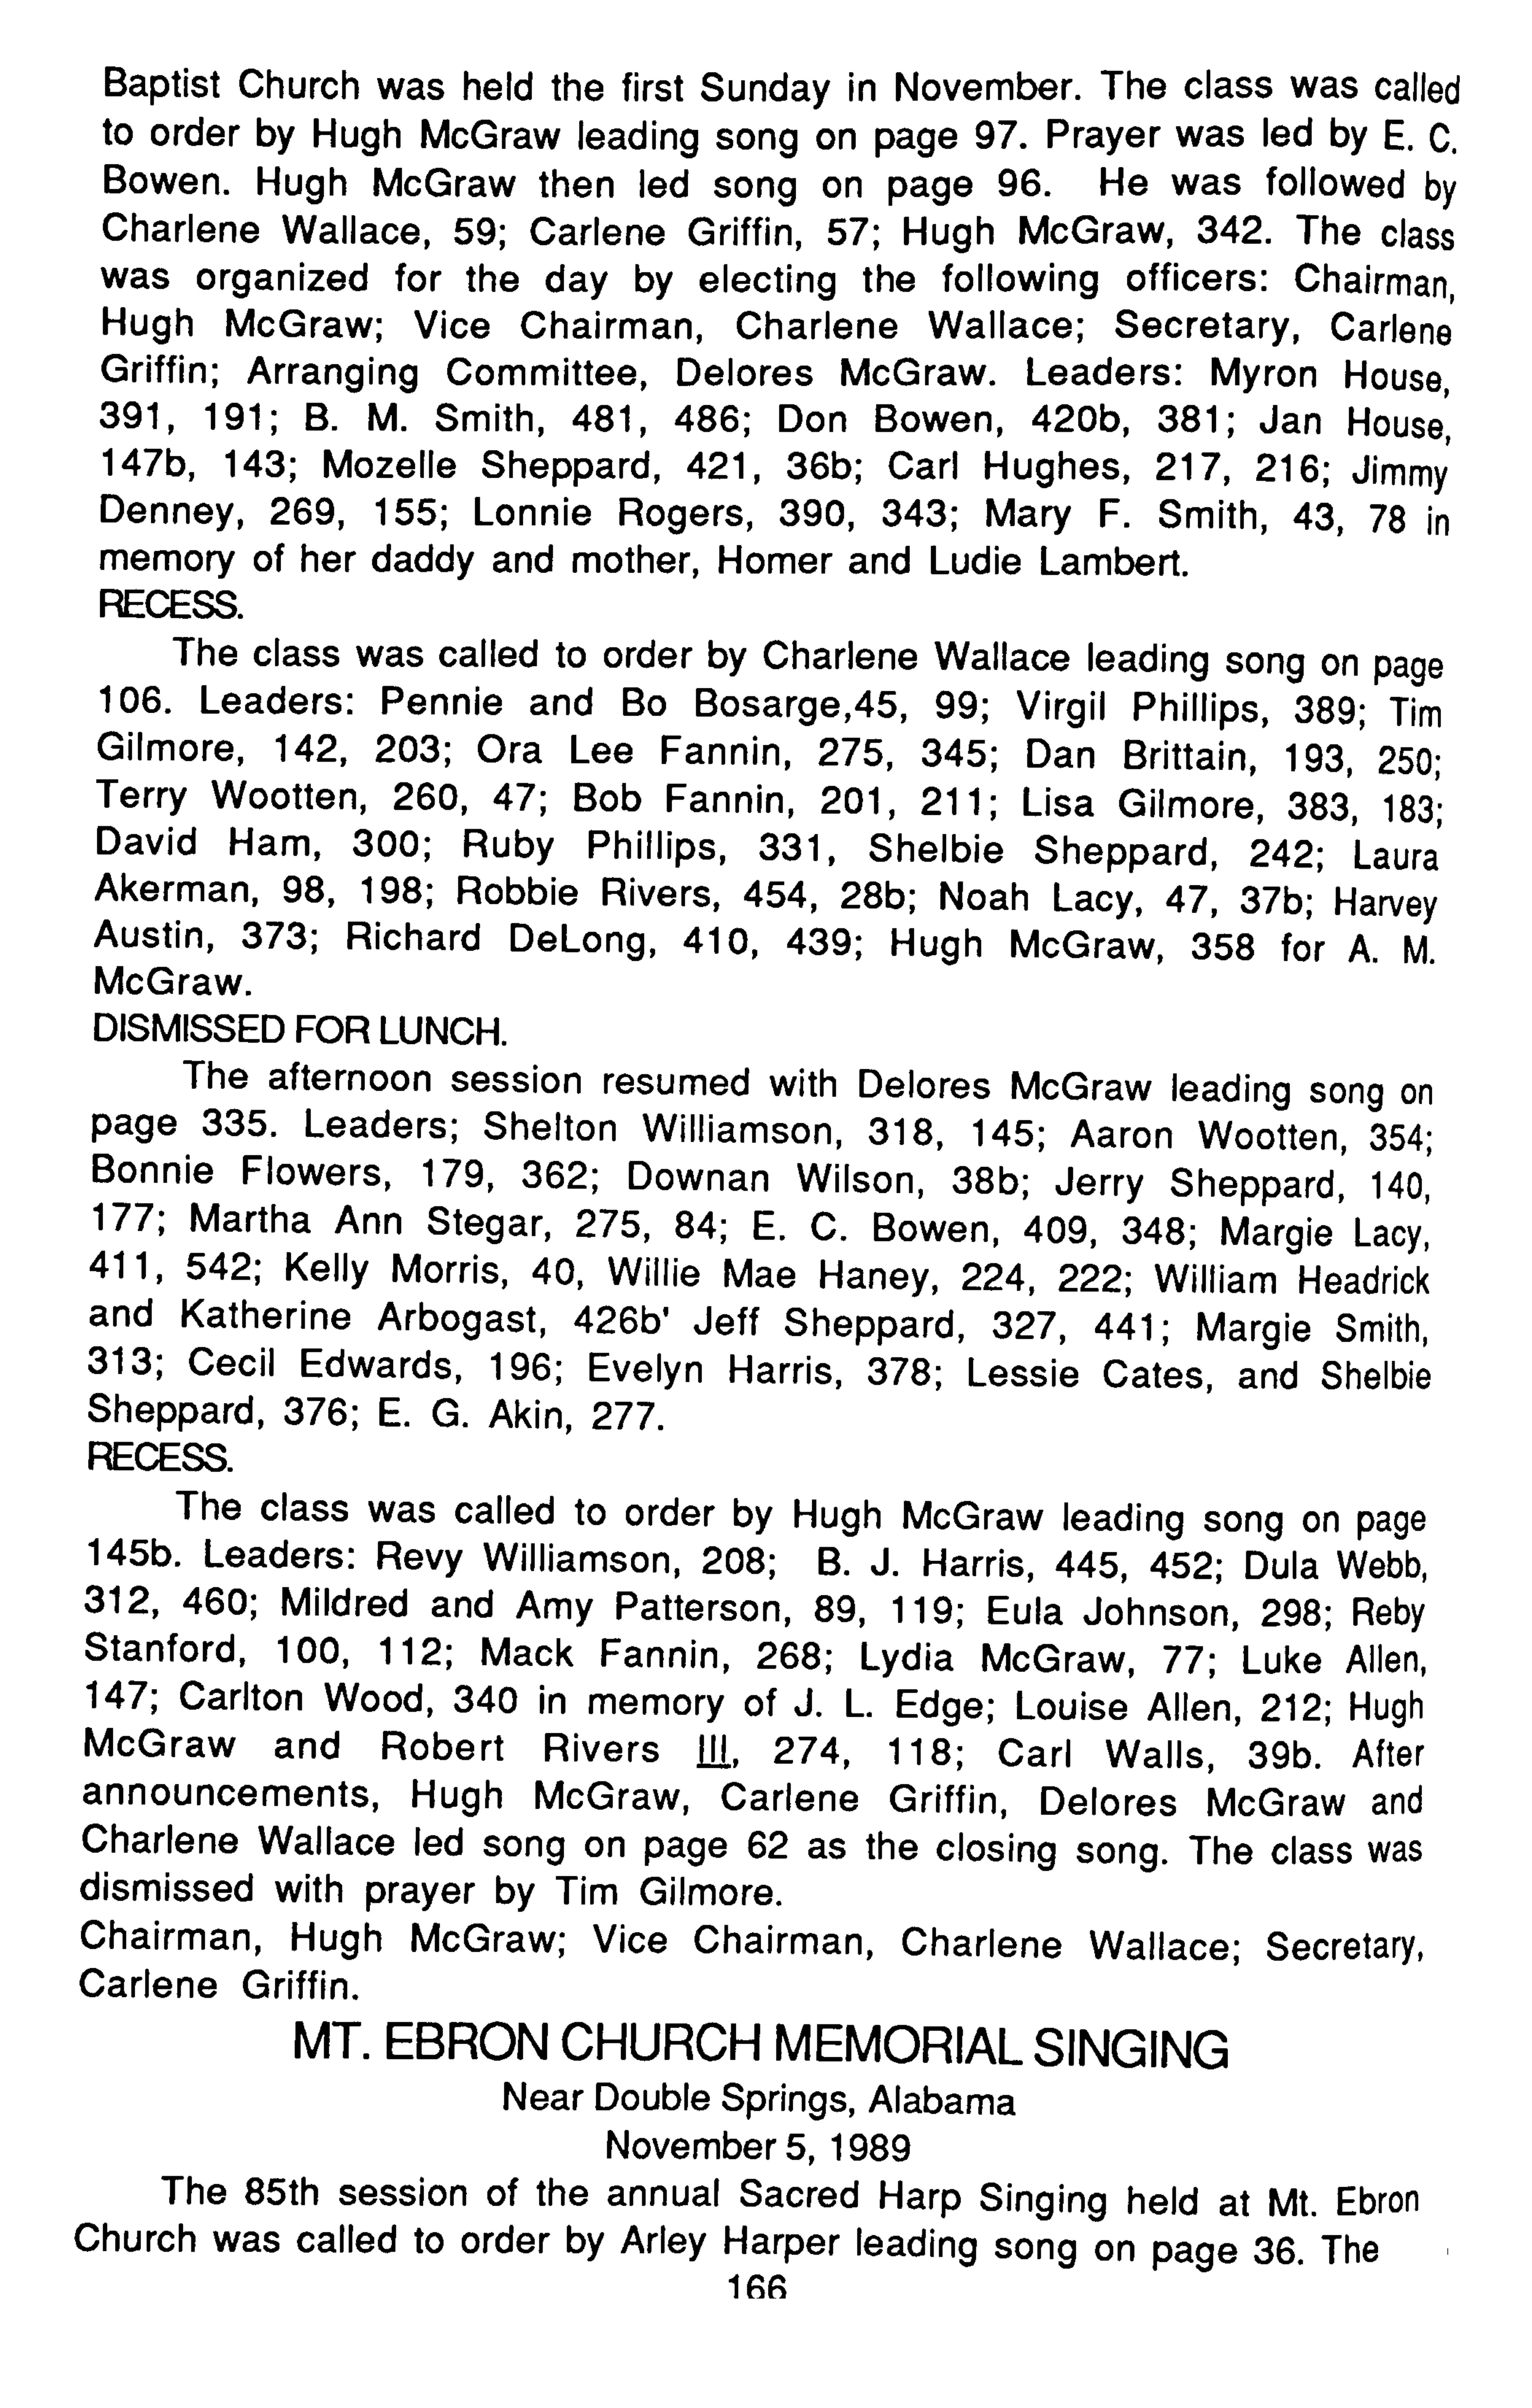 Baptist Church was held the first Sunday in November. The class was called
to order by Hugh McGraw leading song on page 97. Prayer was led by E. C.
Bowen. Hugh McGraw then led song on page 96. He was followed by
Charlene Wallace, 59; Carlene Griffin, 57; Hugh McGraw, 342. The class
was organized for the day by electing the following officers: Chairman,
Hugh McGraw; Vice Chairman, Charlene Wallace; Secretary, Carlene
Griffin; Arranging Committee, Delores McGraw. Leaders: Myron House,
391, 191; B. M. Smith, 481, 486; Don Bowen, 420b, 381; Jan House,
147b, 143; Mozelle Sheppard, 421, 36b; Carl Hughes, 217, 216; Jimmy
Denney, 269, 155; Lonnie Rogers, 390, 343; Mary F. Smith, 43, 78 in
memory of her daddy and mother, Homer and Ludie Lambert.
RECESS.
The class was called to order by Charlene Wallace leading song on page
106. Leaders: Pennie and Bo Bosarge,45, 99; Virgil Phillips, 389; Tim
Gilmore, 142, 203; Ora Lee Fannin, 275, 345; Dan Brittain, 193, 250;
Terry Wootten, 260, 47; Bob Fannin, 201, 211; Lisa Gilmore, 383, 183;
David Ham, 300; Ruby Phillips, 331, Shelbie Sheppard, 242; Laura
Akerman, 98, 198; Robbie Rivers, 454, 28b; Noah Lacy, 47, 37b; Harvey
Austin, 373; Richard DeLong, 410, 439; Hugh McGraw, 358 for A. M.
McGraw.
DISMISSED FOR LUNCH.
The afternoon session resumed with Delores McGraw leading song on
page 335. Leaders; Shelton Williamson, 318, 145; Aaron Wootten, 354;
Bonnie Flowers, 179, 362; Downan Wilson, 38b; Jerry Sheppard, 140,
177; Martha Ann Stegar, 275, 84; E. C. Bowen, 409, 348; Margie Lacy,
411, 542; Kelly Morris, 40, Willie Mae Haney, 224, 222; William Headrick
and Katherine Arbogast, 426b' Jeff Sheppard, 327, 441; Margie Smith,
313; Cecil Edwards, 196; Evelyn Harris, 378; Lessie Cates, and Shelbie
Sheppard, 376; E. G. Akin, 277.
RECESS.
The class was called to order by Hugh McGraw leading song on page
145b. Leaders: Revy Williamson, 208; B. J. Harris, 445, 452; Dula Webb,
312, 460; Mildred and Amy Patterson, 89, 119; Eula Johnson, 298; Reby
Stanford, 100, 112; Mack Fannin, 268; Lydia McGraw, 77; Luke Allen,
147; Carlton Wood, 340 in memory of J. L. Edge; Louise Allen, 212; Hugh
McGraw and Robert Rivers III, 274, 118; Carl Walls, 39b. After
announcements, Hugh McGraw, Carlene Griffin, Delores McGraw and
Charlene Wallace led song on page 62 as the closing song. The class was
dismissed with prayer by Tim Gilmore.
Chairman, Hugh McGraw; Vice Chairman, Charlene Wallace; Secretary,
Carlene Griffin.
MT. EBRON CHURCH MEMORIAL SINGING
Near Double Springs, Alabama
November 5, 1989
The 85th session of the annual Sacred Harp Singing held at Mt. Ebron
Church was called to order by Arley Harper leading song on page 36. The
166